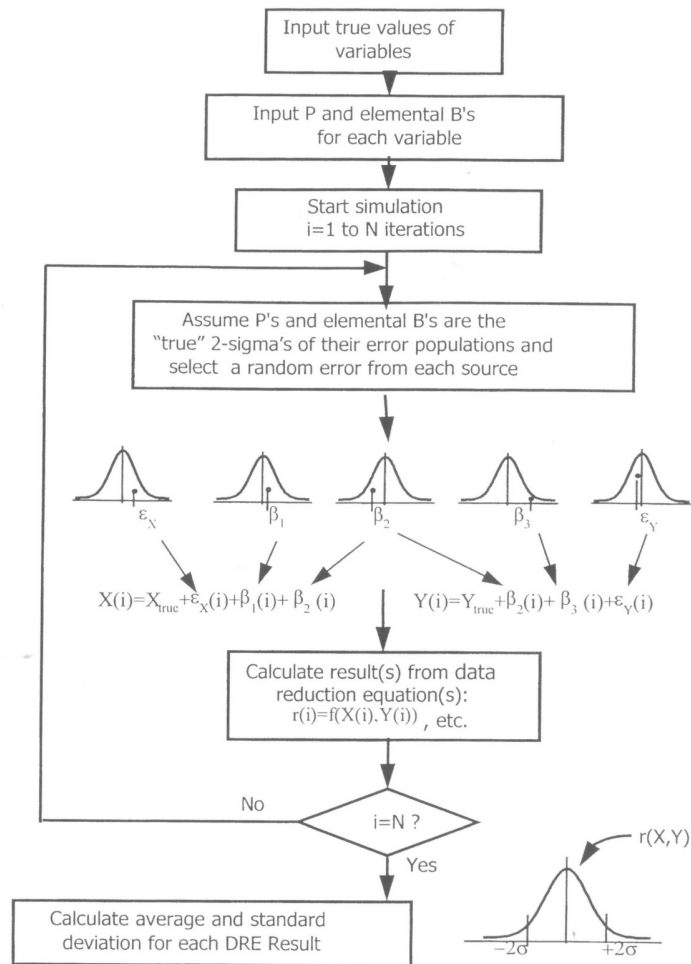 Input true values of
variables
Input P and elemental B's
for each variable
Start simulation
i=1 to N iterations
Assume P's and elemental B's are the
“true” 2-sigma’s of their error populations and
select a random error from each source
ε_X β_1 β_2 β_3 ε_Y
X(i)=X_true+ε_X(i)+β_1(i)+ β_2 (i) Y(i)=Y_true+β_2(i)+ β_3 (i)+ε_Y(i)
Calculate result(s) from data
reduction equation(s):
r(i)=f(X(i),Y(i)) , etc.
No
i=N ?
Yes
r(X,Y)
−2σ +2σ
Calculate average and standard
deviation for each DRE Result